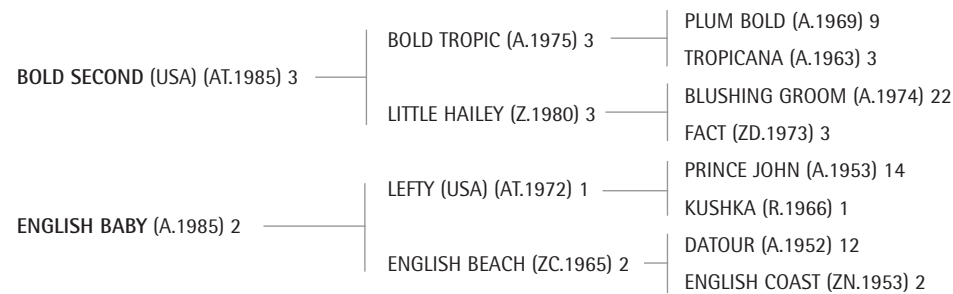 PLUM BOLD (A.1969) 9
BOLD TROPIC (A.1975) 3
TROPICANA (A.1963) 3
BOLD SECOND (USA) (AT.1985) 3
BLUSHING GROOM (A.1974) 22
LITTLE HAILEY (Z.1980) 3
FACT (ZD.1973) 3
PRINCE JOHN (A.1953) 14
LEFTY (USA) (AT.1972) 1
KUSHKA (R.1966) 1
ENGLISH BABY (A.1985) 2
DATOUR (A.1952) 12
ENGLISH BEACH (ZC.1965) 2
ENGLISH COAST (ZN.1953) 2